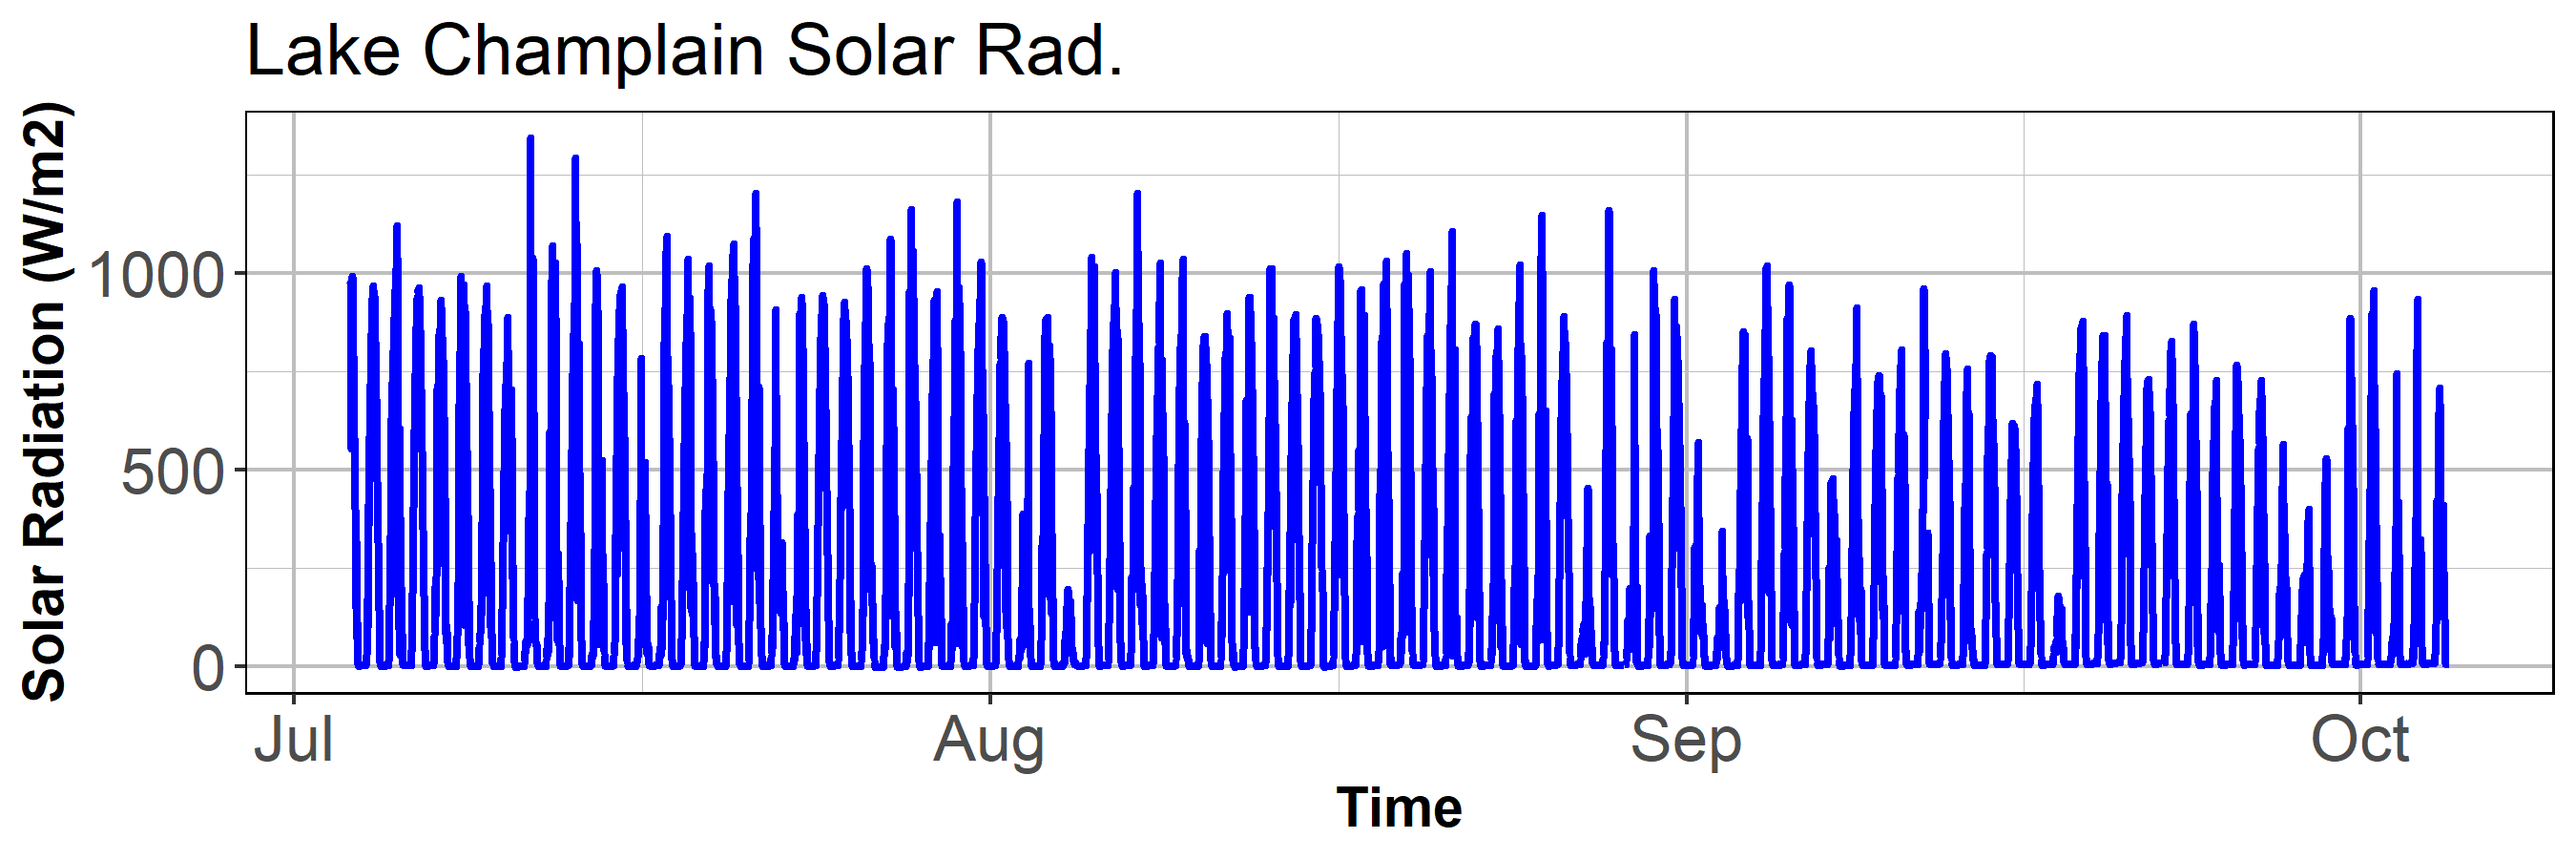 Lake Champlain Solar Rad.
Solar Radiation (W/m2)
1000
500
0
Jul Aug Sep Oct
Time